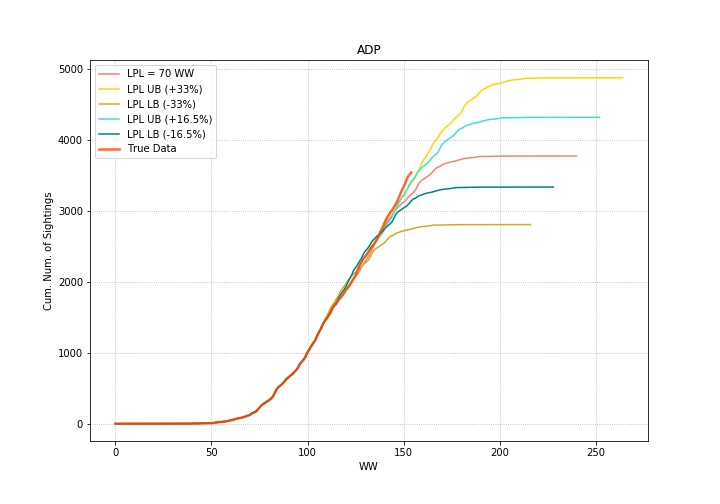 ADP
5000
4000
3000
2000
1000
0
Cum. Num. of Sightings
LPL = 70 WW
LPL UB (+33%)
LPL LB (-33%)
LPL UB (+16.5%)
LPL LB (-16.5%)
True Data
0 50 100 150 200 250
WW